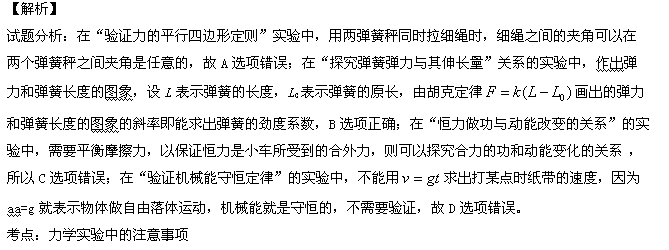 【解析】
试题分析：在“验证力的平行四边形定则”实验中，用两弹簧秤同时拉细绳时，细绳之间的夹角可以在
两个弹簧秤之间夹角是任意的，故 A 选项错误；在“探究弹簧弹力与其伸长量”关系的实验中，作出弹
力和弹簧长度的图象，设 L 表示弹簧的长度，L₀表示弹簧的原长，由胡克定律 F = k(L − L₀) 画出的弹力
和弹簧长度的图象的斜率即能求出弹簧的劲度系数，B 选项正确；在“恒力做功与动能改变的关系”的实
验中，需要平衡摩擦力，以保证恒力是小车所受到的合外力，则可以探究合力的功和动能变化的关系 ，
所以 C 选项错误；在“验证机械能守恒定律”的实验中，不能用 v = gt 求出打某点时纸带的速度，因为
aa=g 就表示物体做自由落体运动，机械能就是守恒的，不需要验证，故 D 选项错误。
考点：力学实验中的注意事项